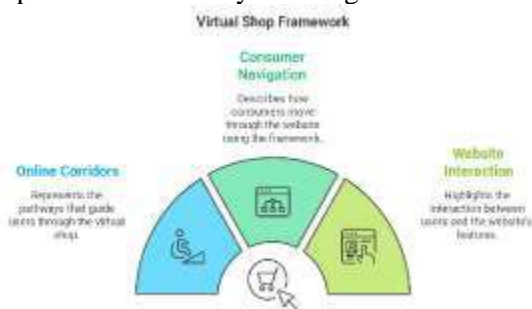 Virtual Shop Framework
Consumer
Navigation
Describes how
consumers move
through the website
using the framework.
Online Corridors
Represents the
pathways that guide
users through the virtual
shop.
Website
Interaction
Highlights the
interaction between
users and the website's
features.